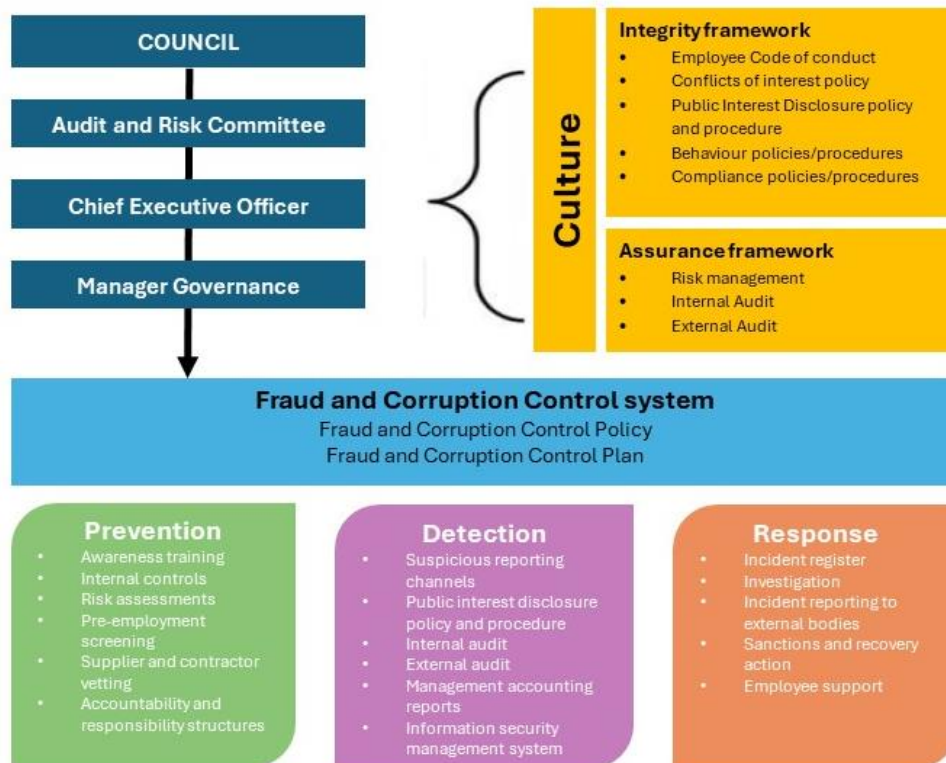 COUNCIL
Audit and Risk Committee
Chief Executive Officer
Manager Governance
Culture
Integrity framework
• Employee Code of conduct
• Conflicts of interest policy
• Public Interest Disclosure policy
and procedure
• Behaviour policies/procedures
• Compliance policies/procedures
Assurance framework
• Risk management
• Internal Audit
• External Audit
Fraud and Corruption Control system
Fraud and Corruption Control Policy
Fraud and Corruption Control Plan
Prevention
• Awareness training
• Internal controls
• Risk assessments
• Pre-employment
screening
• Supplier and contractor
vetting
• Accountability and
responsibility structures
Detection
• Suspicious reporting
channels
• Public interest disclosure
policy and procedure
• Internal audit
• External audit
• Management accounting
reports
• Information security
management system
Response
• Incident register
• Investigation
• Incident reporting to
external bodies
• Sanctions and recovery
action
• Employee support